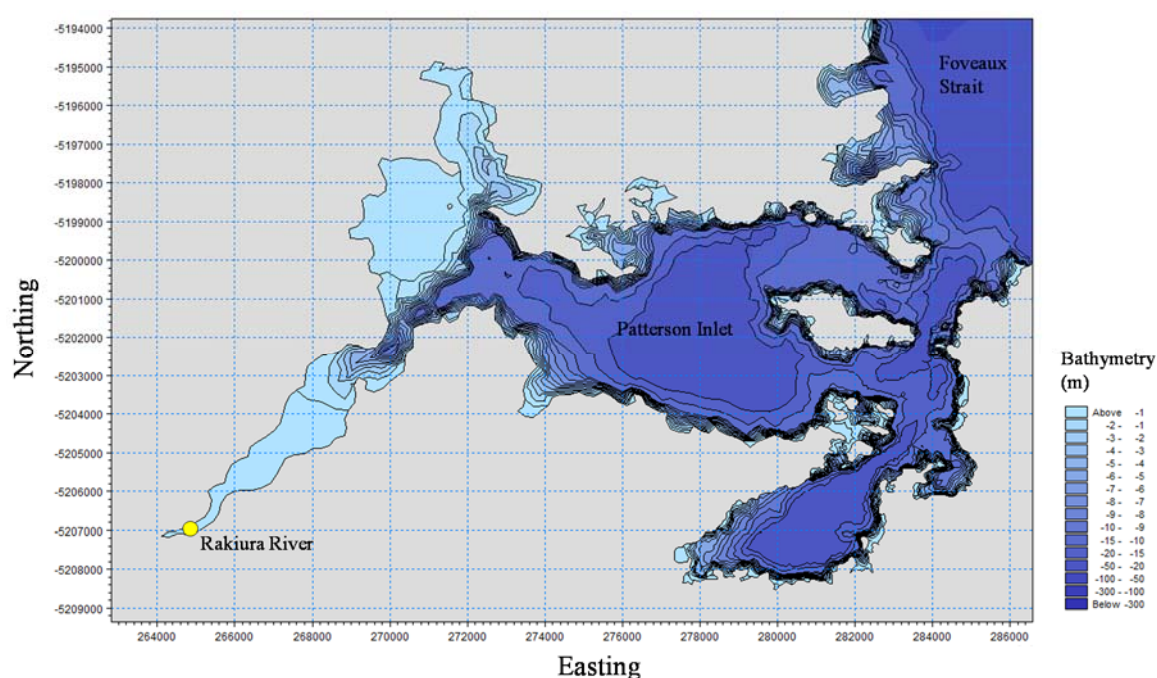 -5194000
-5195000
-5196000
-5197000
-5198000
-5199000
-5200000
-5201000
-5202000
-5203000
-5204000
-5205000
-5206000
-5207000
-5208000
-5209000
Northing
Foveaux
Strait
Patterson Inlet
Rakiura River
264000 266000 268000 270000 272000 274000 276000 278000 280000 282000 284000 286000
Easting
Bathymetry
(m)
Above -1
-2 - -1
-3 - -2
-4 - -3
-5 - -4
-6 - -5
-7 - -6
-8 - -7
-9 - -8
-10 - -9
-15 - -10
-20 - -15
-50 - -20
-100 - -50
-300 - -100
Below -300